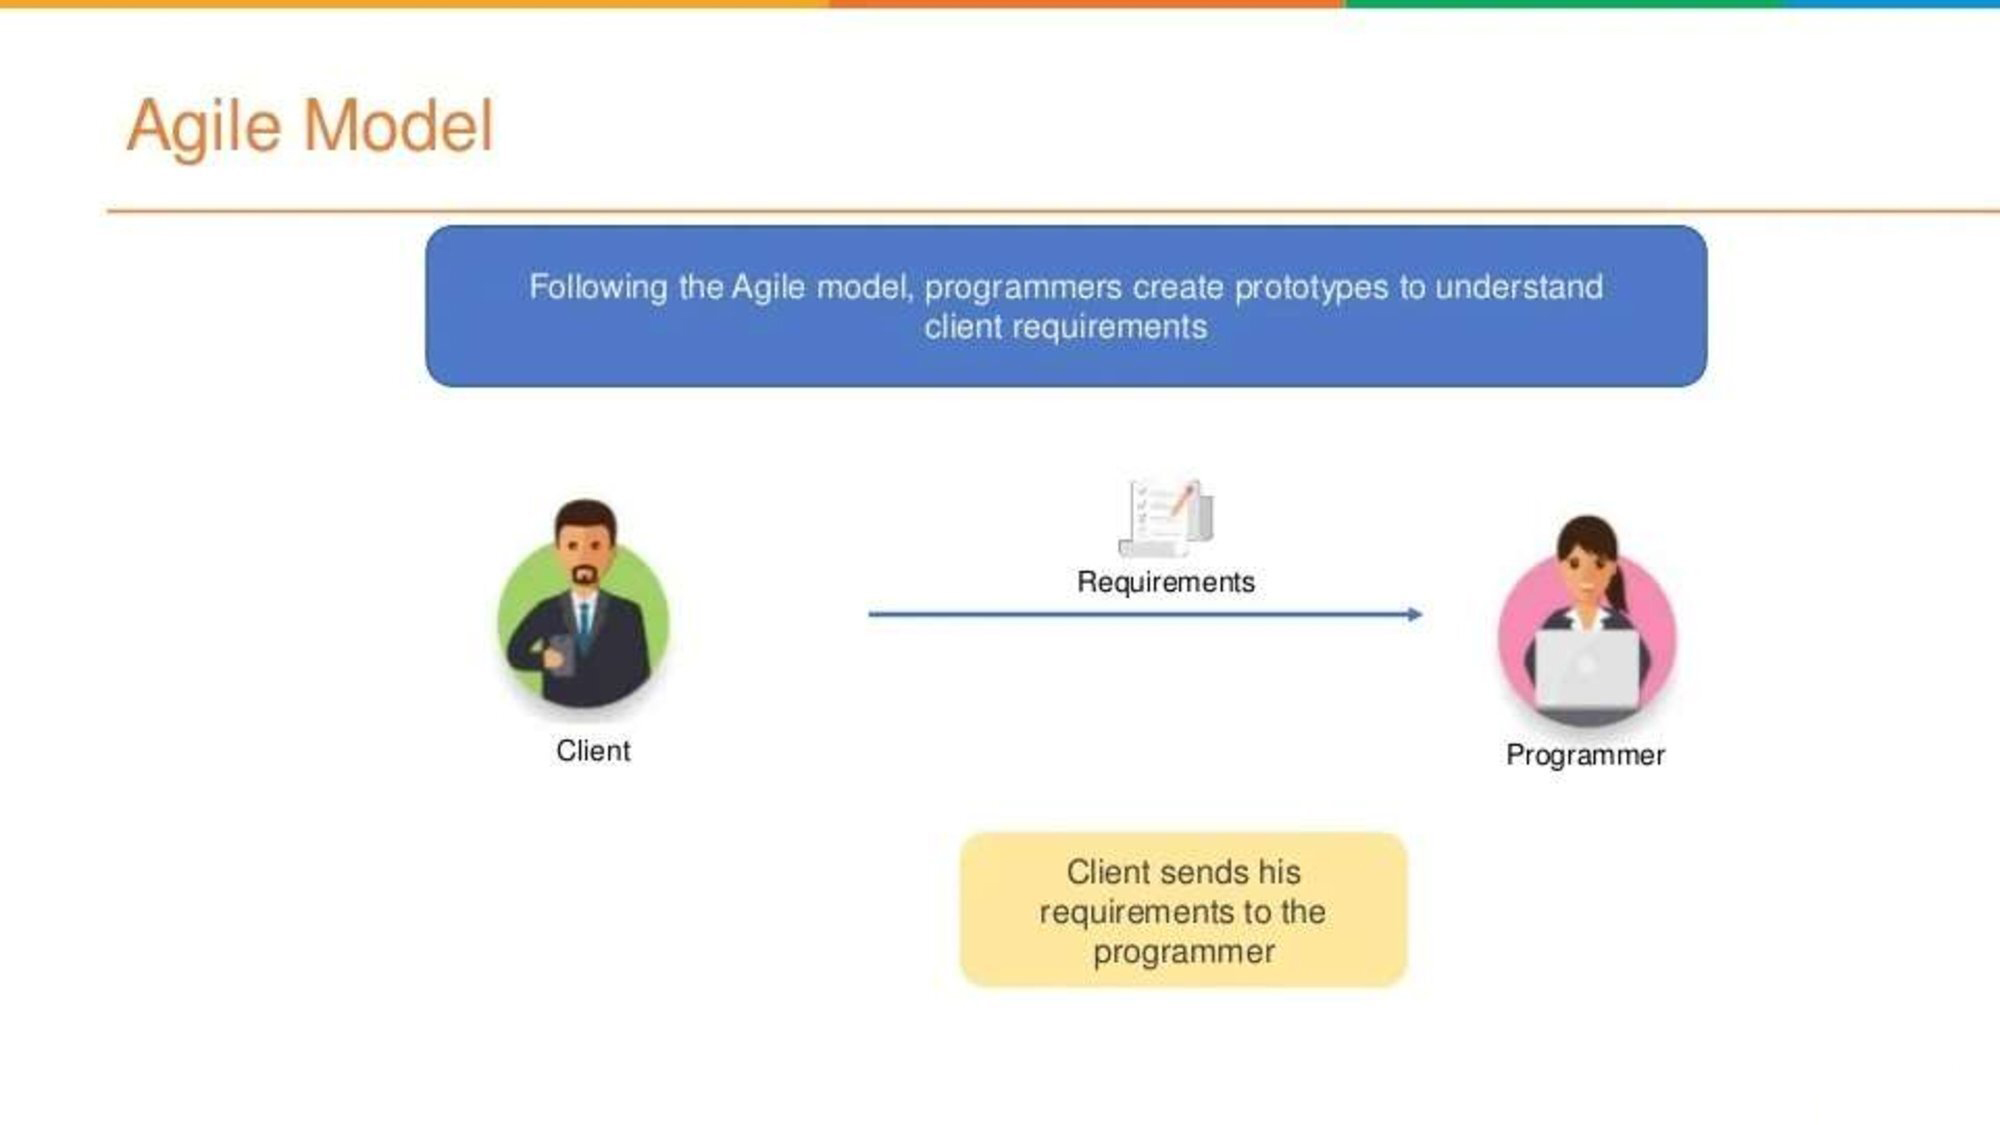 Agile Model
Following the Agile model, programmers create prototypes to understand
client requirements
Requirements
Client
Programmer
Client sends his
requirements to the
programmer